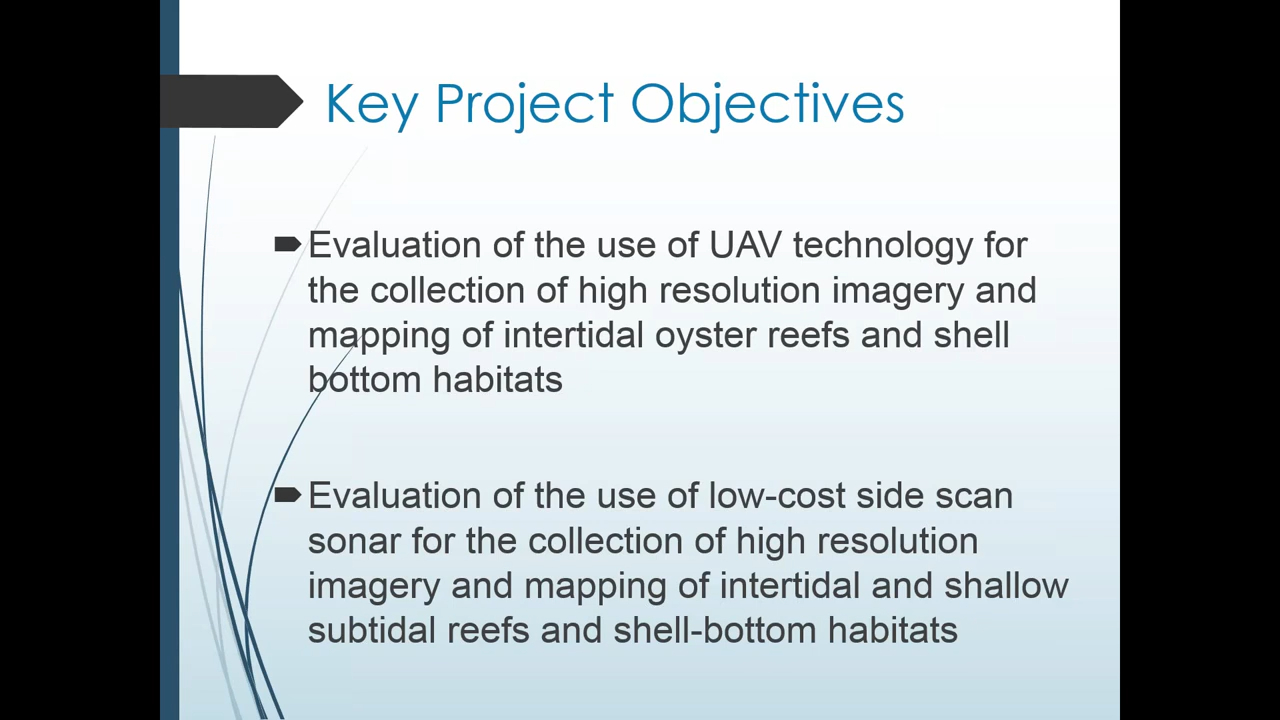 Key Project Objectives
Evaluation of the use of UAV technology for
the collection of high resolution imagery and
mapping of intertidal oyster reefs and shell
bottom habitats
Evaluation of the use of low-cost side scan
sonar for the collection of high resolution
imagery and mapping of intertidal and shallow
subtidal reefs and shell-bottom habitats